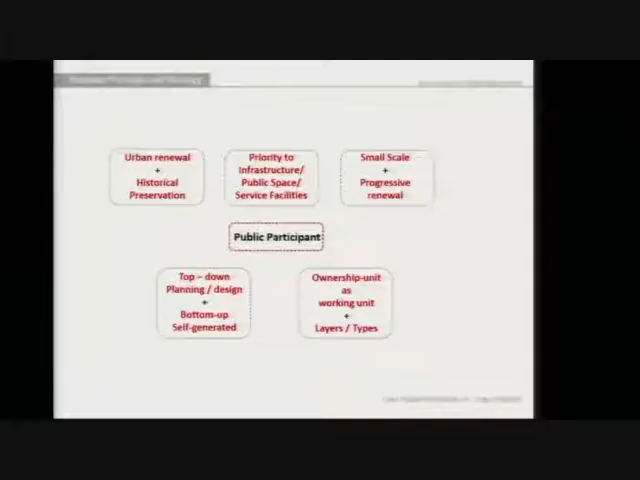 Urban renewal
+
Historical
Preservation
Priority to
Infrastructure/
Public Space/
Service Facilities
Small Scale
+
Progressive
renewal
Public Participant
Top – down
Planning / design
+
Bottom-up
Self-generated
Ownership-unit
as
working unit
+
Layers / Types